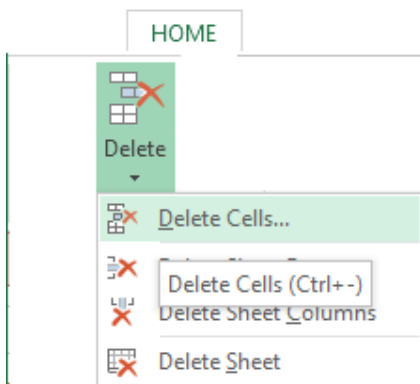 HOME
Delete
Delete Cells...
Delete Cells (Ctrl+-)
Delete Sheet Columns
Delete Sheet